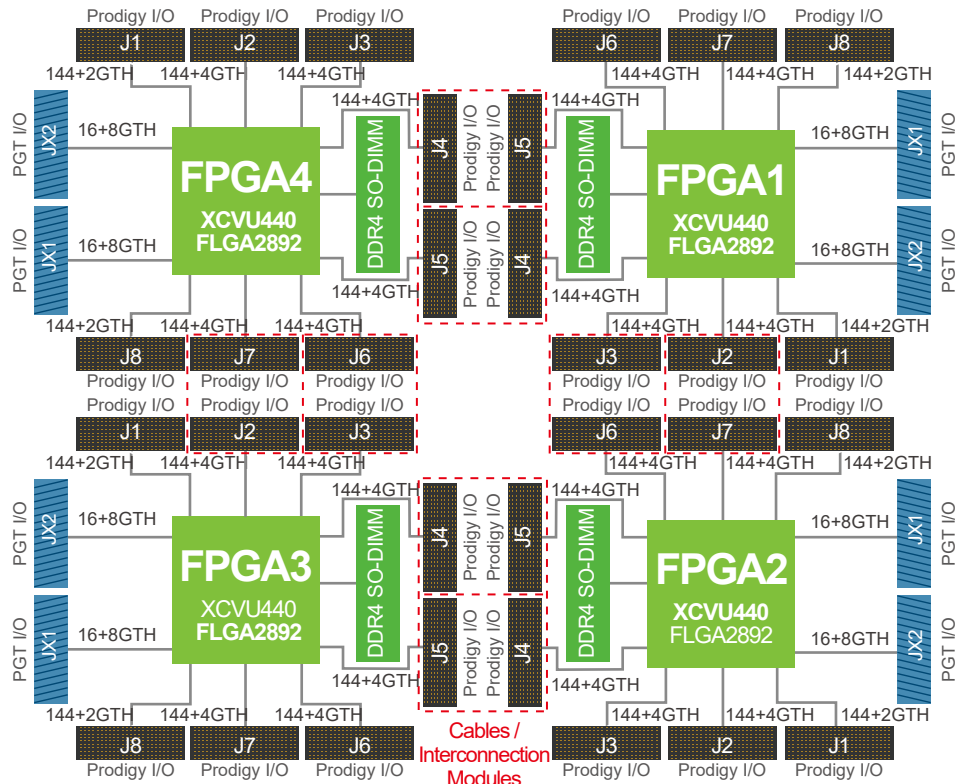 Prodigy I/O Prodigy I/O Prodigy I/O Prodigy I/O Prodigy I/O Prodigy I/O
J1 J2 J3 J6 J7 J8
144+2GTH 144+4GTH 144+4GTH 144+4GTH 144+4GTH 144+2GTH
PGT I/O JX2 16+8GTH 144+4GTH J4 Prodigy I/O Prodigy I/O J5 144+4GTH 16+8GTH JX1 PGT I/O
FPGA4 DDR4 SO-DIMM DDR4 SO-DIMM FPGA1
XCVU440 XCVU440
FLGA2892 FLGA2892
PGT I/O JX1 16+8GTH 144+4GTH J5 Prodigy I/O Prodigy I/O J4 144+4GTH 16+8GTH JX2 PGT I/O
144+2GTH 144+4GTH 144+4GTH 144+4GTH 144+4GTH 144+2GTH
J8 J7 J6 J3 J2 J1
Prodigy I/O Prodigy I/O Prodigy I/O Prodigy I/O Prodigy I/O Prodigy I/O
Prodigy I/O Prodigy I/O Prodigy I/O Prodigy I/O Prodigy I/O Prodigy I/O
J1 J2 J3 J6 J7 J8
144+2GTH 144+4GTH 144+4GTH 144+4GTH 144+4GTH 144+2GTH
PGT I/O JX2 16+8GTH 144+4GTH J4 Prodigy I/O Prodigy I/O J5 144+4GTH 16+8GTH JX1 PGT I/O
FPGA3 DDR4 SO-DIMM DDR4 SO-DIMM FPGA2
XCVU440 XCVU440
FLGA2892 FLGA2892
PGT I/O JX1 16+8GTH 144+4GTH J5 Prodigy I/O Prodigy I/O J4 144+4GTH 16+8GTH JX2 PGT I/O
144+2GTH 144+4GTH 144+4GTH 144+4GTH 144+4GTH 144+2GTH
J8 J7 J6 J3 J2 J1
Prodigy I/O Prodigy I/O Prodigy I/O Prodigy I/O Prodigy I/O Prodigy I/O
Cables /
Interconnection
Modules